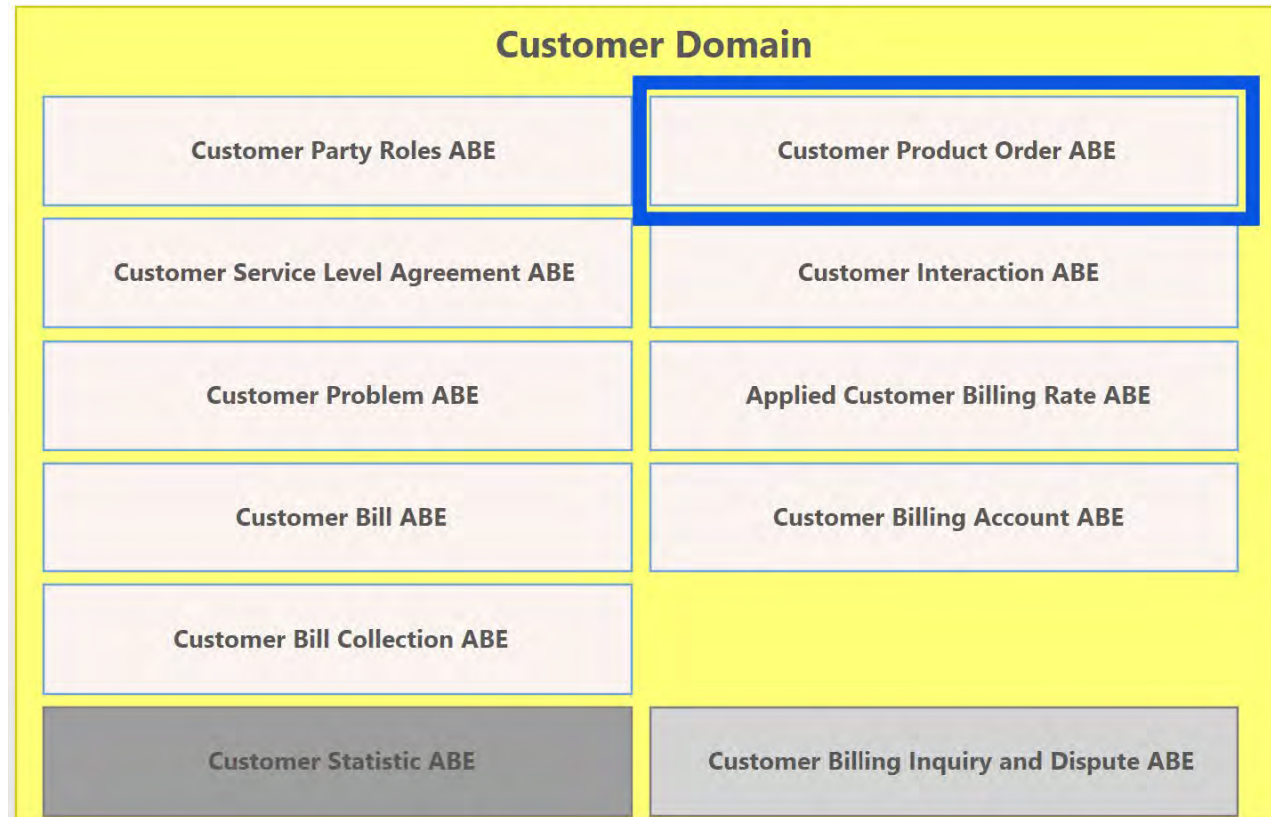 Customer Domain
Customer Party Roles ABE
Customer Product Order ABE
Customer Service Level Agreement ABE
Customer Interaction ABE
Customer Problem ABE
Applied Customer Billing Rate ABE
Customer Bill ABE
Customer Billing Account ABE
Customer Bill Collection ABE
Customer Statistic ABE
Customer Billing Inquiry and Dispute ABE